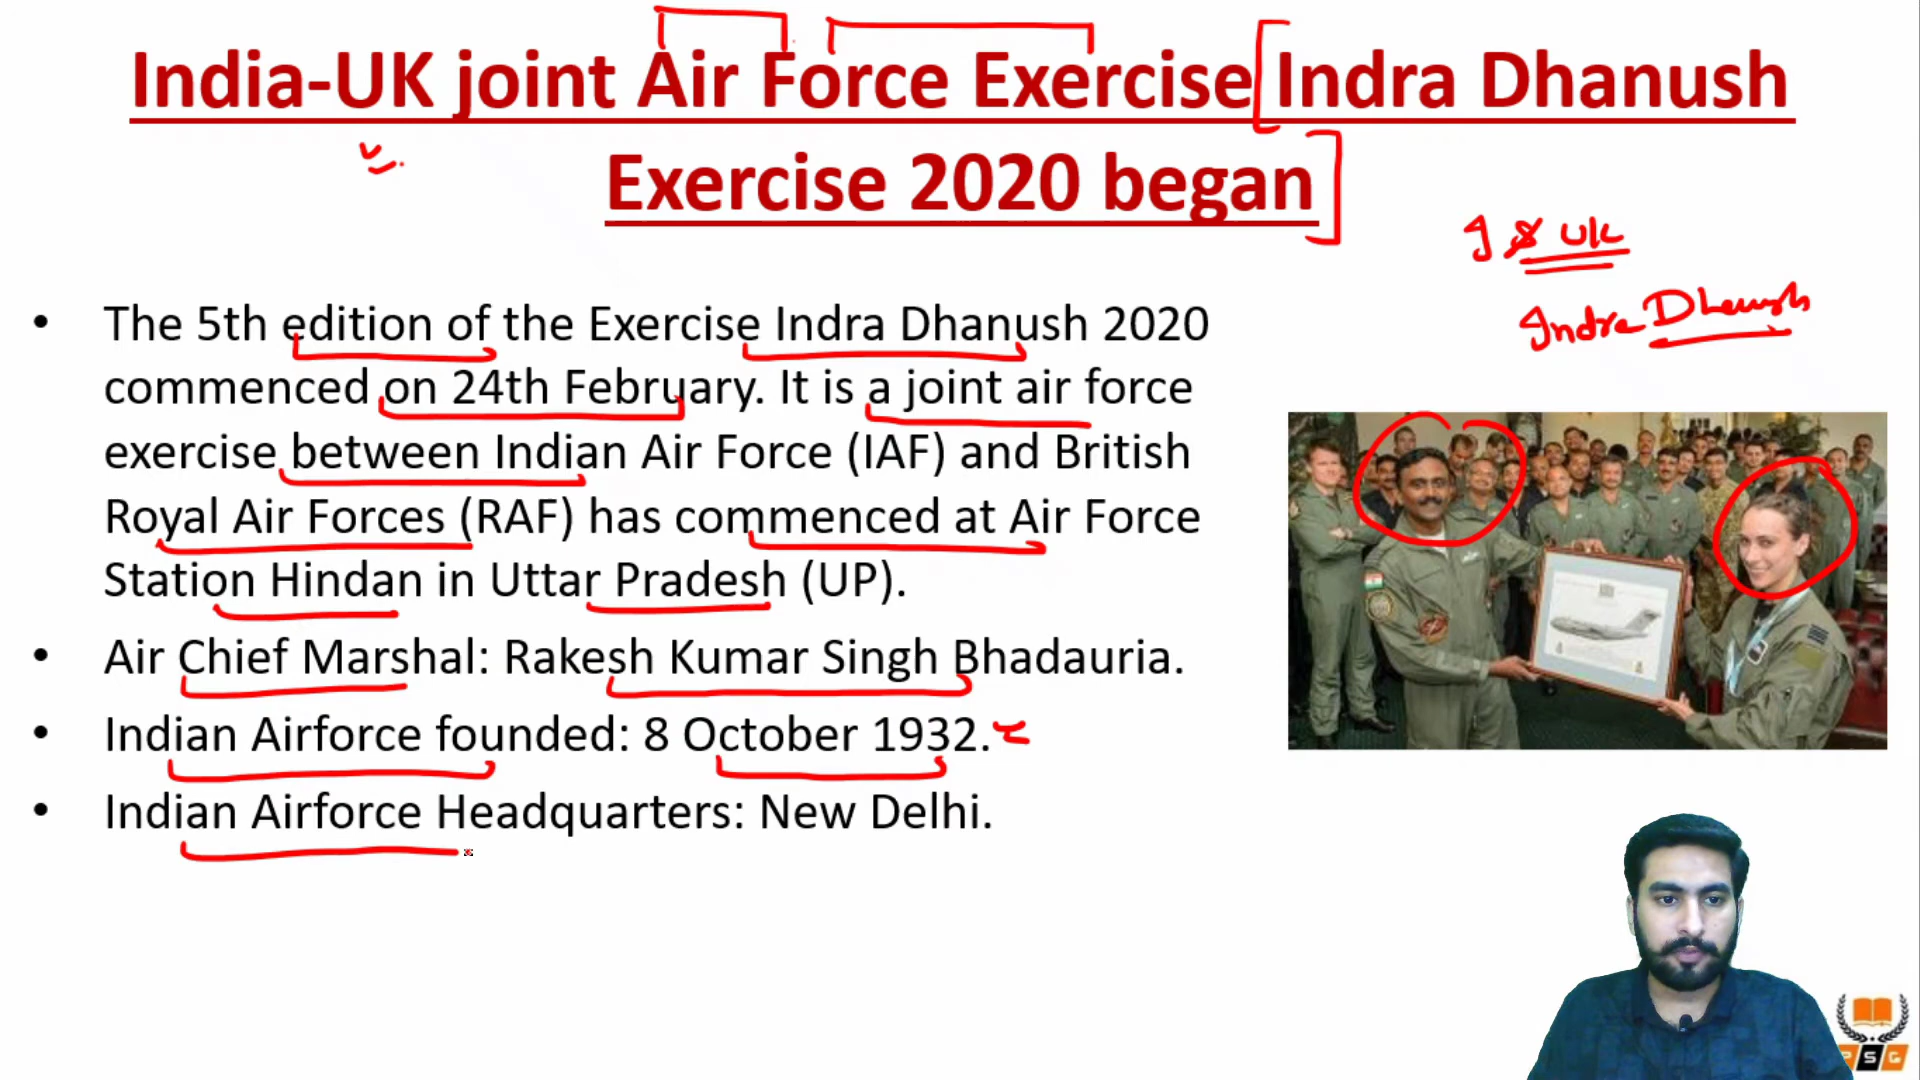 India-UK joint Air Force Exercise Indra Dhanush
Exercise 2020 began
I & UK
Indra Dhanush
• The 5th edition of the Exercise Indra Dhanush 2020
commenced on 24th February. It is a joint air force
exercise between Indian Air Force (IAF) and British
Royal Air Forces (RAF) has commenced at Air Force
Station Hindan in Uttar Pradesh (UP).
• Air Chief Marshal: Rakesh Kumar Singh Bhadauria.
• Indian Airforce founded: 8 October 1932.
• Indian Airforce Headquarters: New Delhi.
PSG